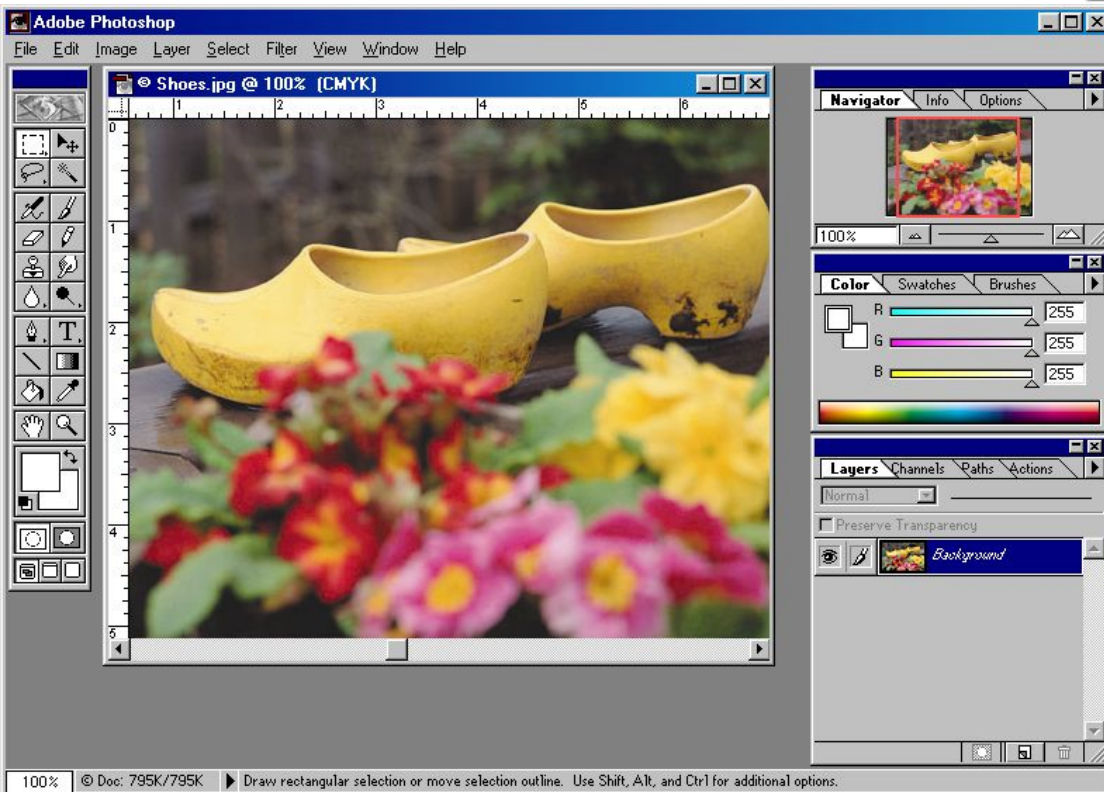 Adobe Photoshop
File Edit Image Layer Select Filter View Window Help
© Shoes.jpg @ 100% (CMYK)
1 2 3 4 5 6
0
1
2
3
4
5
T
Navigator Info Options
100%
Color Swatches Brushes
R 255
G 255
B 255
Layers Channels Paths Actions
Normal
Preserve Transparency
Background
100% © Doc: 795K/795K Draw rectangular selection or move selection outline. Use Shift, Alt, and Ctrl for additional options.